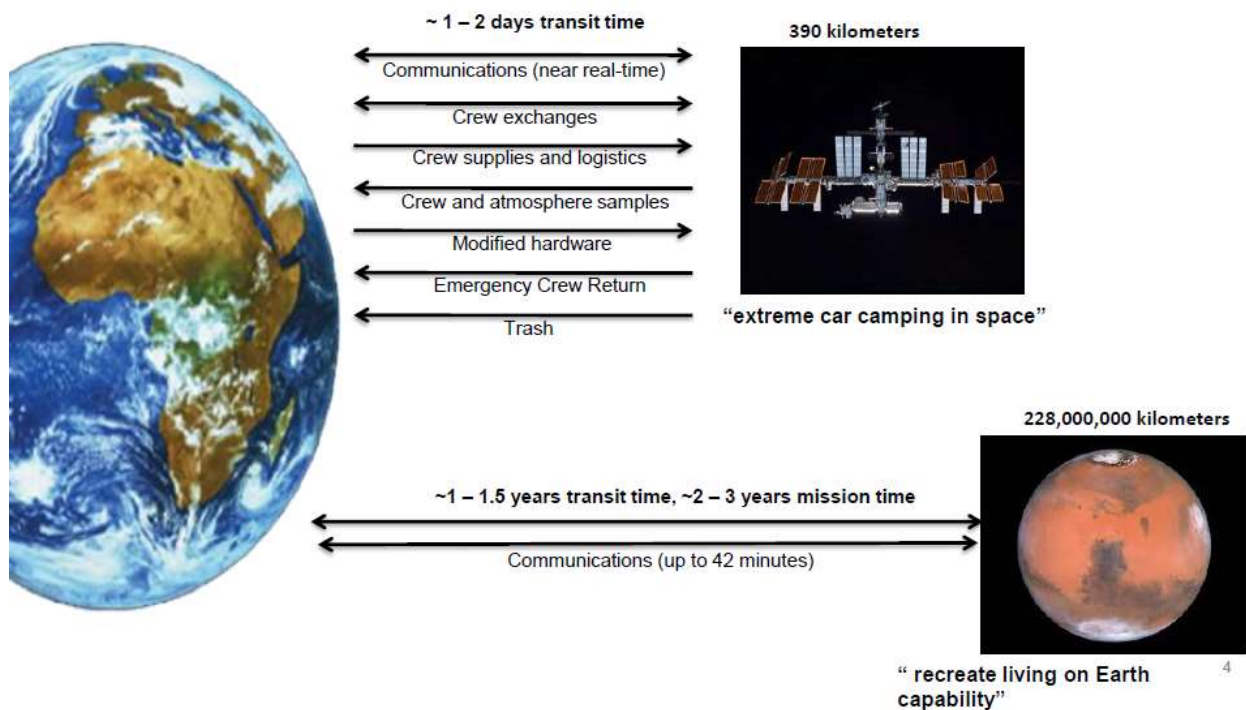 ~ 1 – 2 days transit time
390 kilometers
Communications (near real-time)
Crew exchanges
Crew supplies and logistics
Crew and atmosphere samples
Modified hardware
Emergency Crew Return
Trash
“extreme car camping in space”
228,000,000 kilometers
~1 – 1.5 years transit time, ~2 – 3 years mission time
Communications (up to 42 minutes)
“ recreate living on Earth
capability”
4